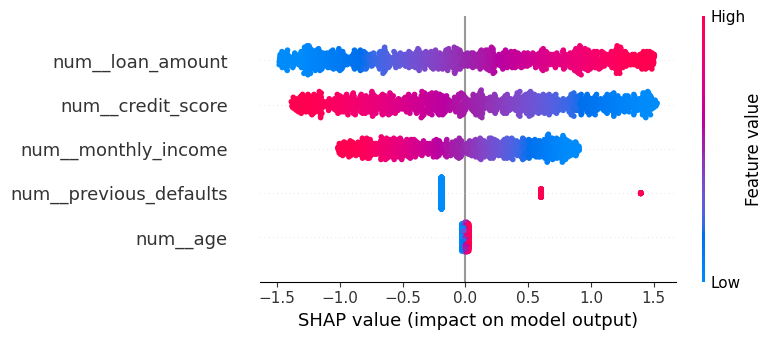 High
num__loan_amount
num__credit_score
num__monthly_income
num__previous_defaults
num__age
Feature value
Low
−1.5 −1.0 −0.5 0.0 0.5 1.0 1.5
SHAP value (impact on model output)